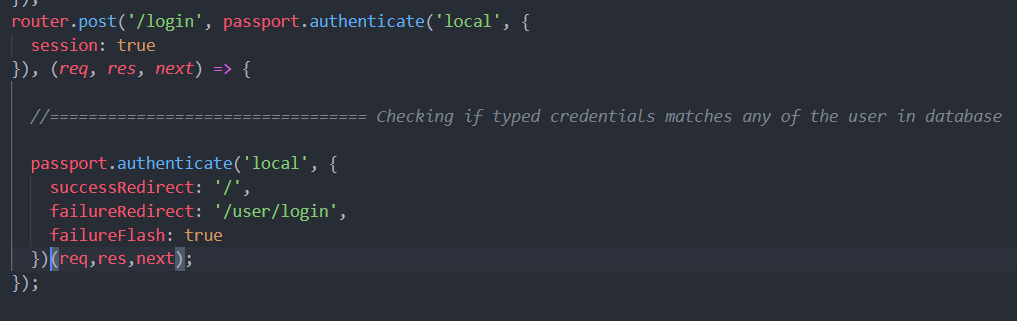 });
router.post('/login', passport.authenticate('local', {
  session: true
}), (req, res, next) => {
  //================================= Checking if typed credentials matches any of the user in database
  passport.authenticate('local', {
    successRedirect: '/',
    failureRedirect: '/user/login',
    failureFlash: true
  })(req,res,next);
});